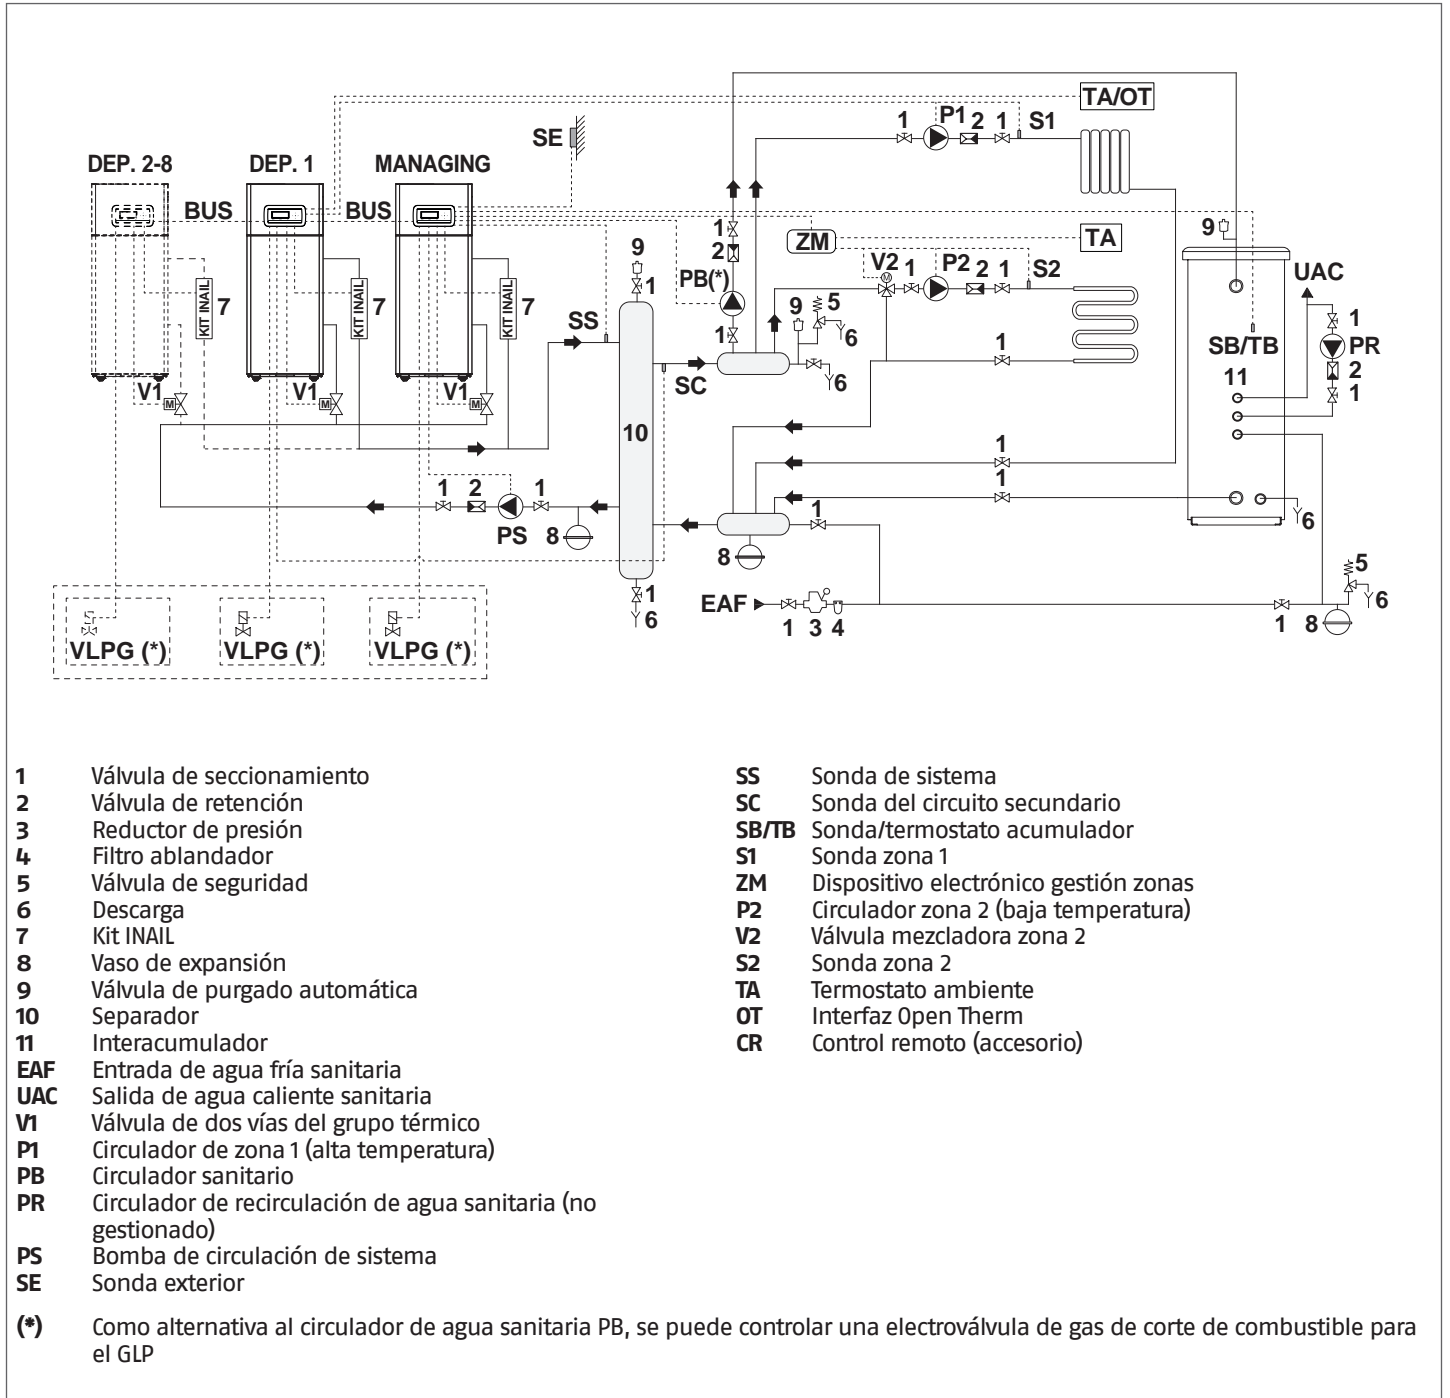 TA/OT
1 P1 2 1 S1
SE
DEP. 2-8 DEP. 1 MANAGING
BUS BUS
1
9
ZM
TA
2
9
V2 1 P2 2 1 S2
UAC
PB(*)
1
7 KIT INAIL
7 KIT INAIL
7 KIT INAIL
9 5
SS
1
6
1
SB/TB
PR
SC
6
1
2
11
1
V1 V1 V1
M M M M
10
1
1
1 2 1
6
PS 8
1
8
5
1
6
EAF
1 3 4
1 8
6
VLPG (*) VLPG (*) VLPG (*)
1 Válvula de seccionamiento
2 Válvula de retención
3 Reductor de presión
4 Filtro ablandador
5 Válvula de seguridad
6 Descarga
7 Kit INAIL
8 Vaso de expansión
9 Válvula de purgado automática
10 Separador
11 Interacumulador
EAF Entrada de agua fría sanitaria
UAC Salida de agua caliente sanitaria
V1 Válvula de dos vías del grupo térmico
P1 Circulador de zona 1 (alta temperatura)
PB Circulador sanitario
PR Circulador de recirculación de agua sanitaria (no
gestionado)
PS Bomba de circulación de sistema
SE Sonda exterior
SS Sonda de sistema
SC Sonda del circuito secundario
SB/TB Sonda/termostato acumulador
S1 Sonda zona 1
ZM Dispositivo electrónico gestión zonas
P2 Circulador zona 2 (baja temperatura)
V2 Válvula mezcladora zona 2
S2 Sonda zona 2
TA Termostato ambiente
OT Interfaz Open Therm
CR Control remoto (accesorio)
(*) Como alternativa al circulador de agua sanitaria PB, se puede controlar una electroválvula de gas de corte de combustible para
el GLP